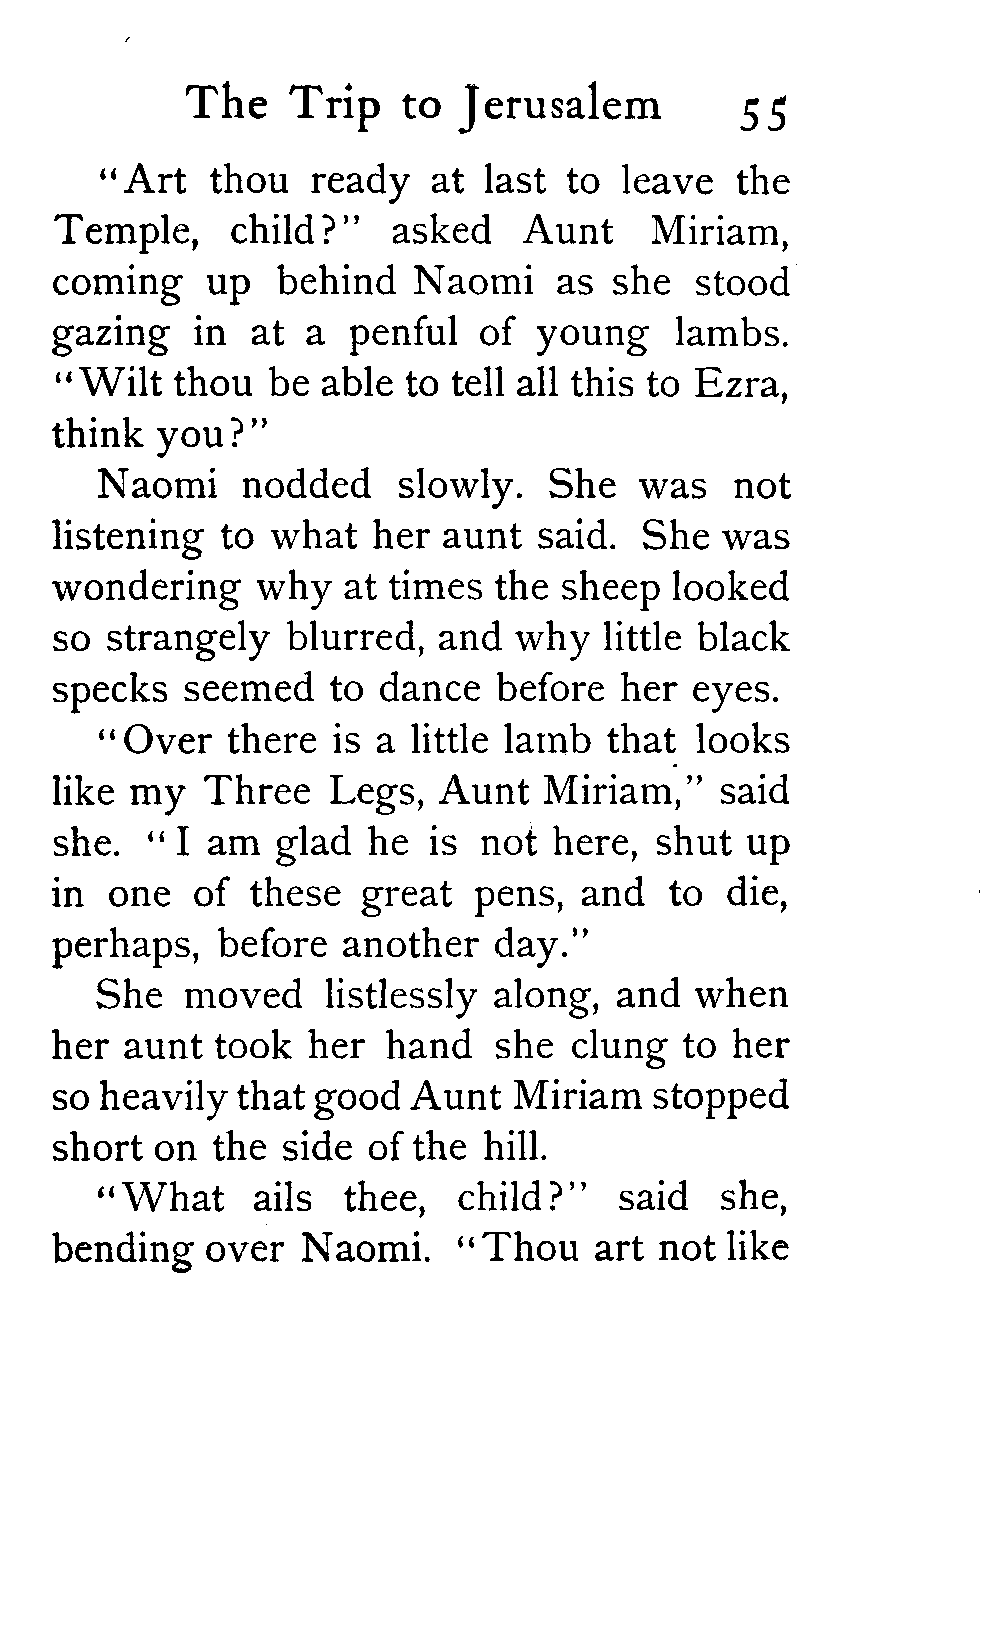 The Trip to Jerusalem 55
"Art thou ready at last to leave the
Temple, child?" asked Aunt Miriam,
coming up behind Naomi as she stood
gazing in at a penful of young lambs.
"Wilt thou be able to tell all this to Ezra,
think you?"
Naomi nodded slowly. She was not
listening to what her aunt said. She was
wondering why at times the sheep looked
so strangely blurred, and why little black
specks seemed to dance before her eyes.
"Over there is a little lamb that looks
like my Three Legs, Aunt Miriam," said
she. "I am glad he is not here, shut up
in one of these great pens, and to die,
perhaps, before another day."
She moved listlessly along, and when
her aunt took her hand she clung to her
so heavily that good Aunt Miriam stopped
short on the side of the hill.
"What ails thee, child?" said she,
bending over Naomi. "Thou art not like